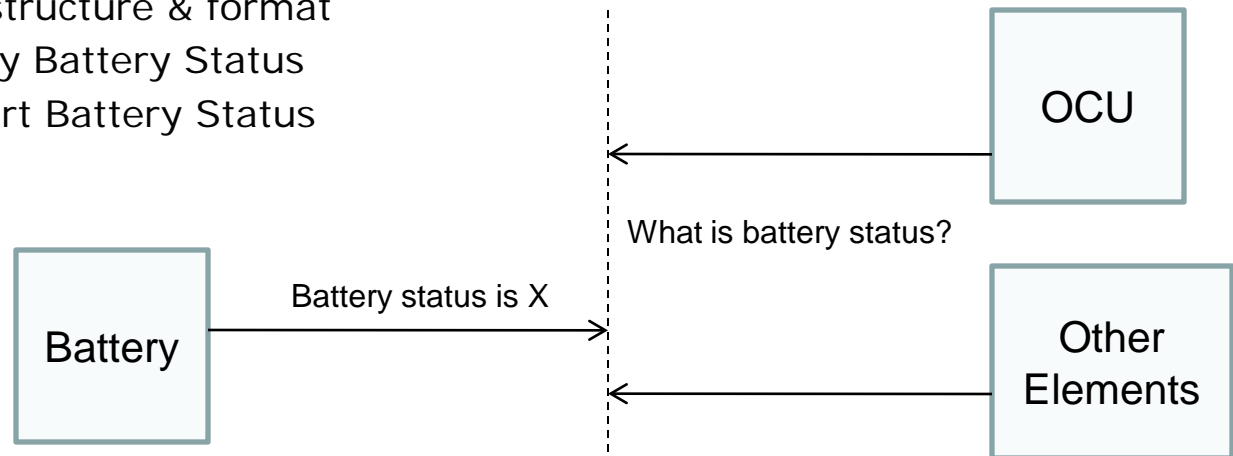 structure & format
y Battery Status
rt Battery Status
OCU
What is battery status?
Battery status is X
Battery
Other
Elements